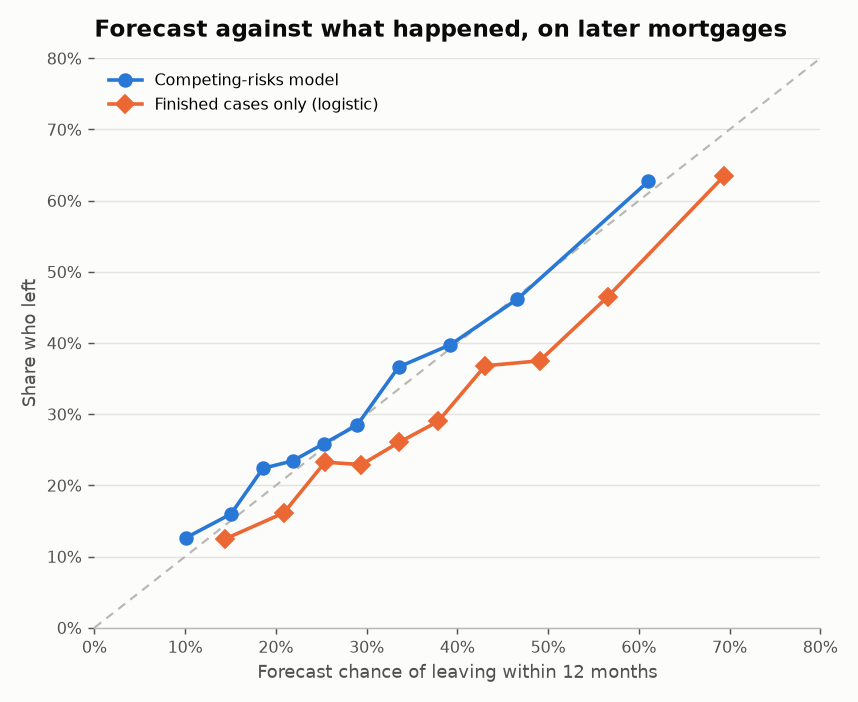 Forecast against what happened, on later mortgages
Competing-risks model
Finished cases only (logistic)
Share who left
80%
70%
60%
50%
40%
30%
20%
10%
0%
0% 10% 20% 30% 40% 50% 60% 70% 80%
Forecast chance of leaving within 12 months